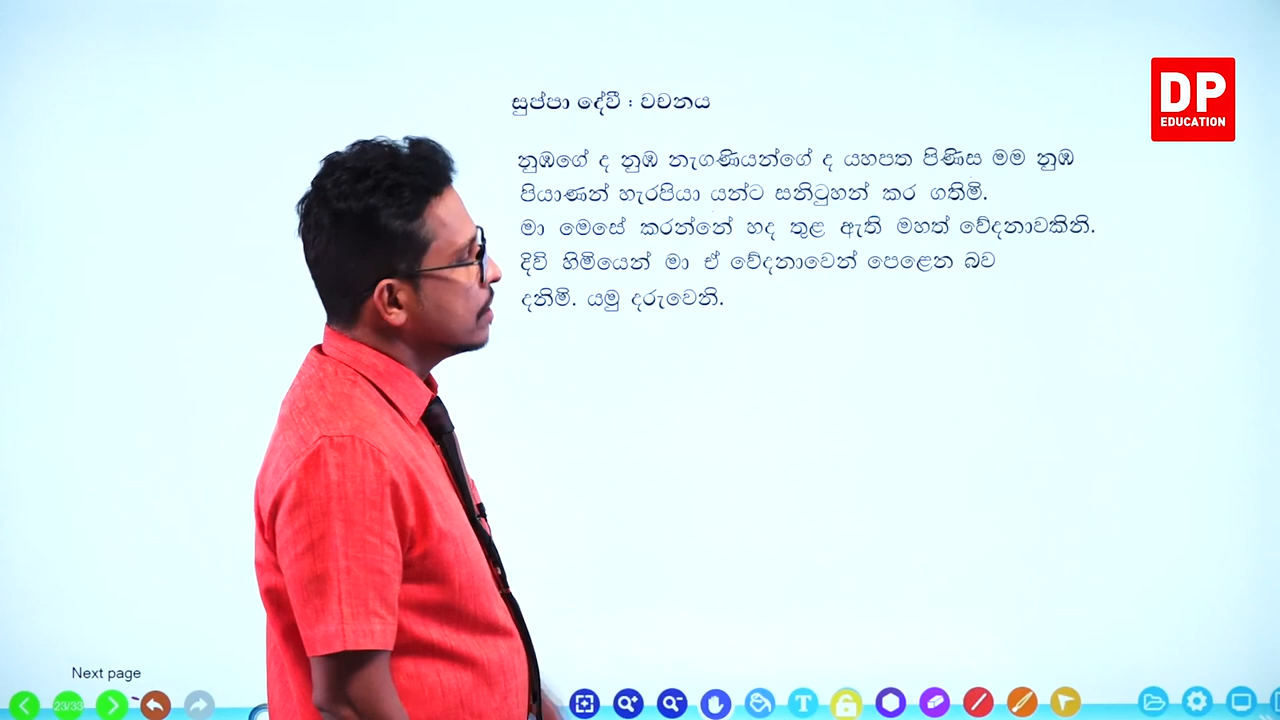 DP
EDUCATION
සුප්පා දේවී : වචනය
නුඹගේ ද නුඹ නැගණියන්ගේ ද යහපත පිණිස මම නුඹ
පියාණන් හැරපියා යන්ට සනිටුහන් කර ගතිමි.
මා මෙසේ කරන්නේ හද තුළ ඇති මහත් වේදනාවකිනි.
දිවි හිමියෙන් මා ඒ වේදනාවෙන් පෙළෙන බව
දනිමි. යමු දරුවෙනි.
Next page
23/33